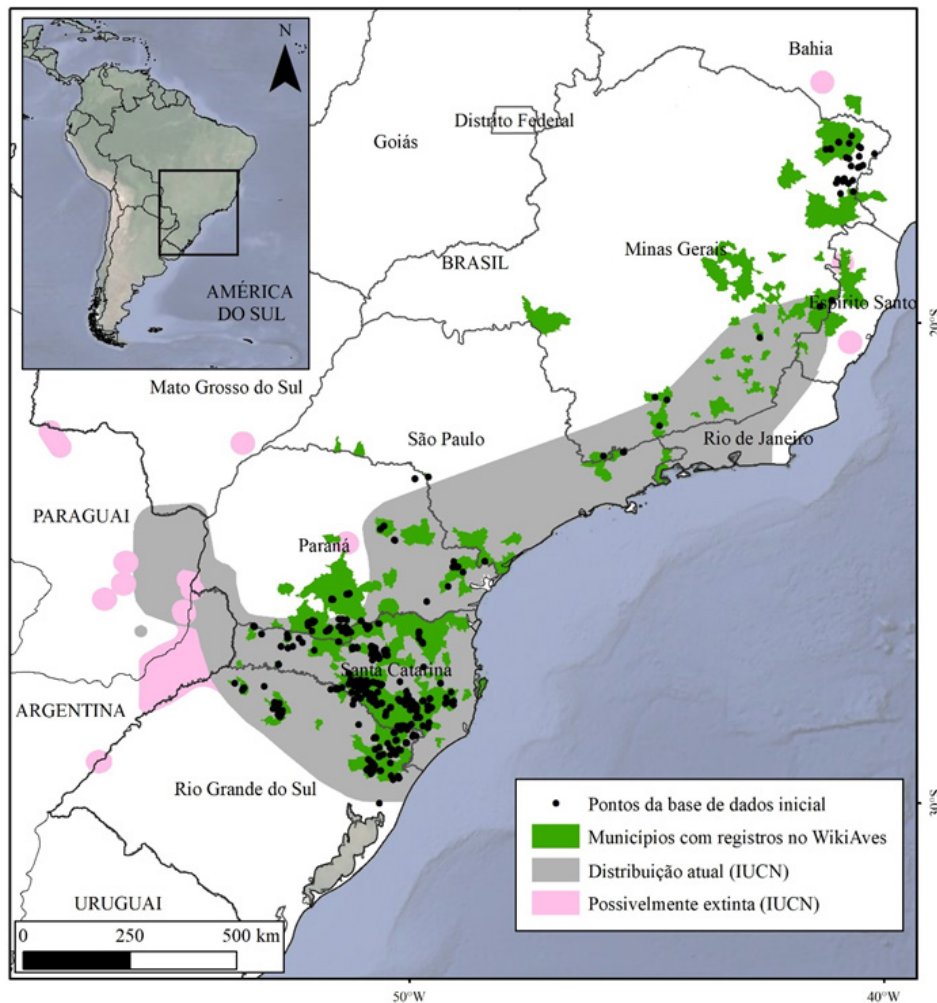 N
Bahia
Distrito Federal
Goiás
Minas Gerais
BRASIL
AMÉRICA
DO SUL
Espírito Santo
Mato Grosso do Sul
São Paulo
Rio de Janeiro
PARAGUAI
Paraná
Santa Catarina
ARGENTINA
Rio Grande do Sul
Pontos da base de dados inicial
Municípios com registros no WikiAves
Distribuição atual (IUCN)
Possivelmente extinta (IUCN)
URUGUAI
0 250 500 km
50°W 40°W